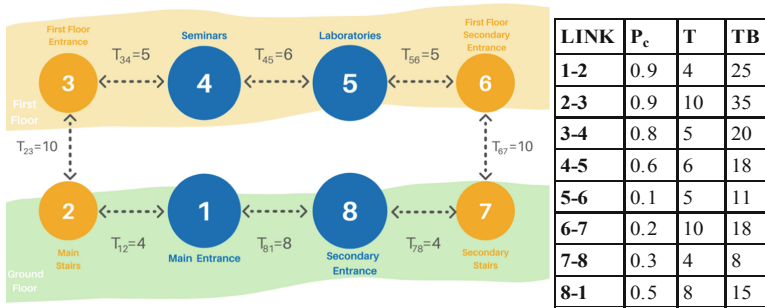 First Floor
Entrance
3
T34=5
Seminars
4
T45=6
Laboratories
5
T56=5
First Floor
Secondary
Entrance
6
First
Floor
T23=10
T67=10
2
Main
Stairs
T12=4
1
Main Entrance
T81=8
8
Secondary
Entrance
T78=4
7
Secondary
Stairs
Ground
Floor
LINK Pc T TB
1-2 0.9 4 25
2-3 0.9 10 35
3-4 0.8 5 20
4-5 0.6 6 18
5-6 0.1 5 11
6-7 0.2 10 18
7-8 0.3 4 8
8-1 0.5 8 15